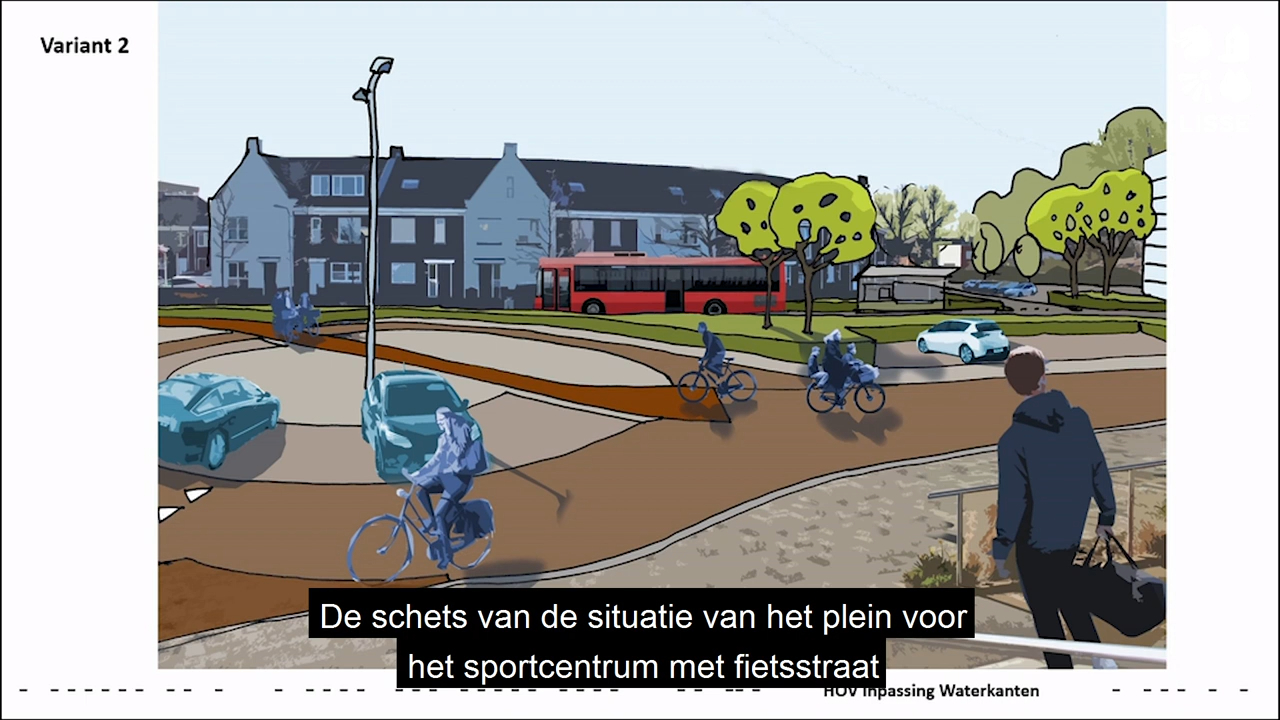 Variant 2
De schets van de situatie van het plein voor
het sportcentrum met fietsstraat
HOV Inpassing Waterkanten